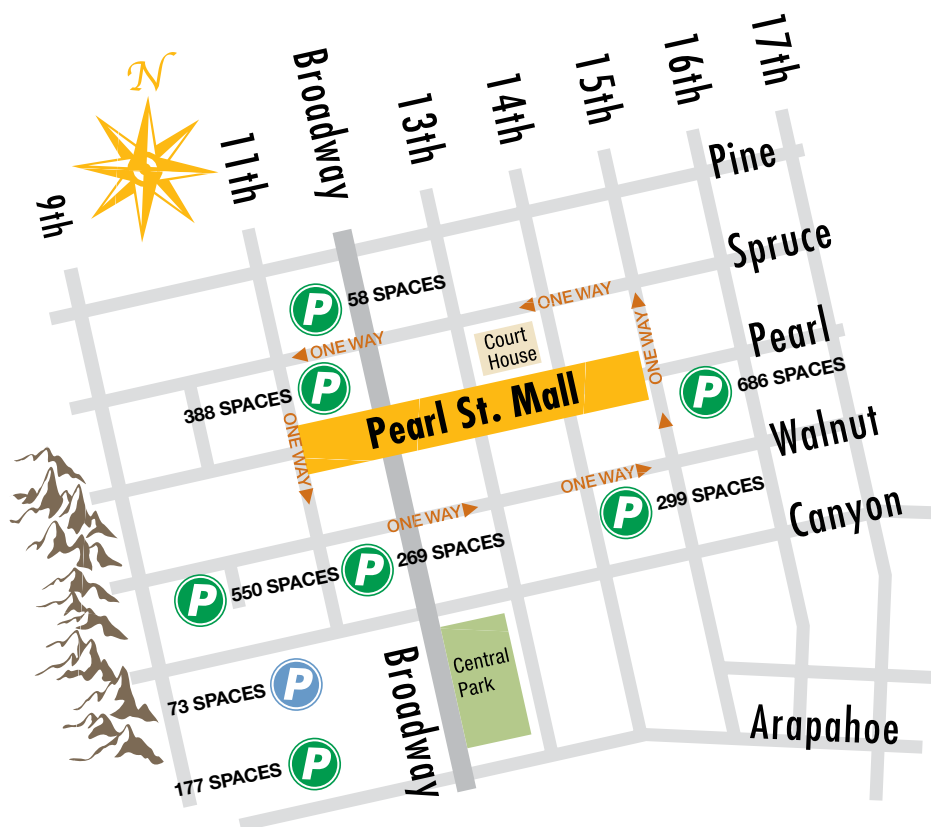 N
9th
11th
Broadway
13th
14th
15th
16th
17th
Pine
Spruce
Pearl
Walnut
Canyon
Arapahoe
P
58 SPACES
ONE WAY
ONE WAY
ONE WAY
Court
House
P
388 SPACES
Pearl St. Mall
P
686 SPACES
ONE WAY
ONE WAY
ONE WAY
P
299 SPACES
P
550 SPACES
P
269 SPACES
Central
Park
Broadway
P
73 SPACES
P
177 SPACES